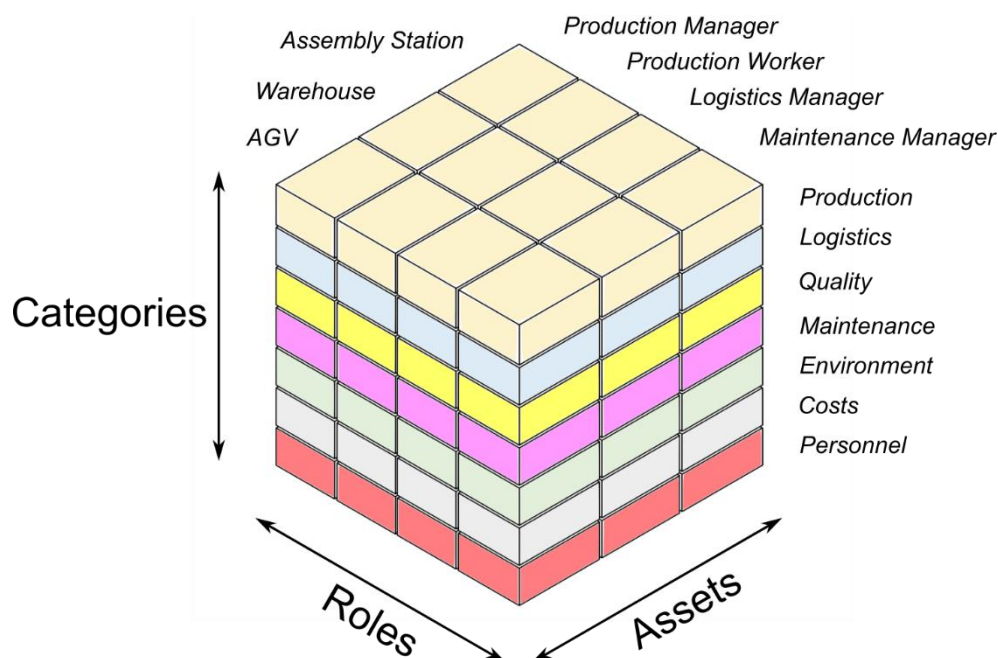 Assembly Station
Production Manager
Production Worker
Warehouse
Logistics Manager
AGV
Maintenance Manager
Production
Logistics
Quality
Categories
Maintenance
Environment
Costs
Personnel
Roles
Assets